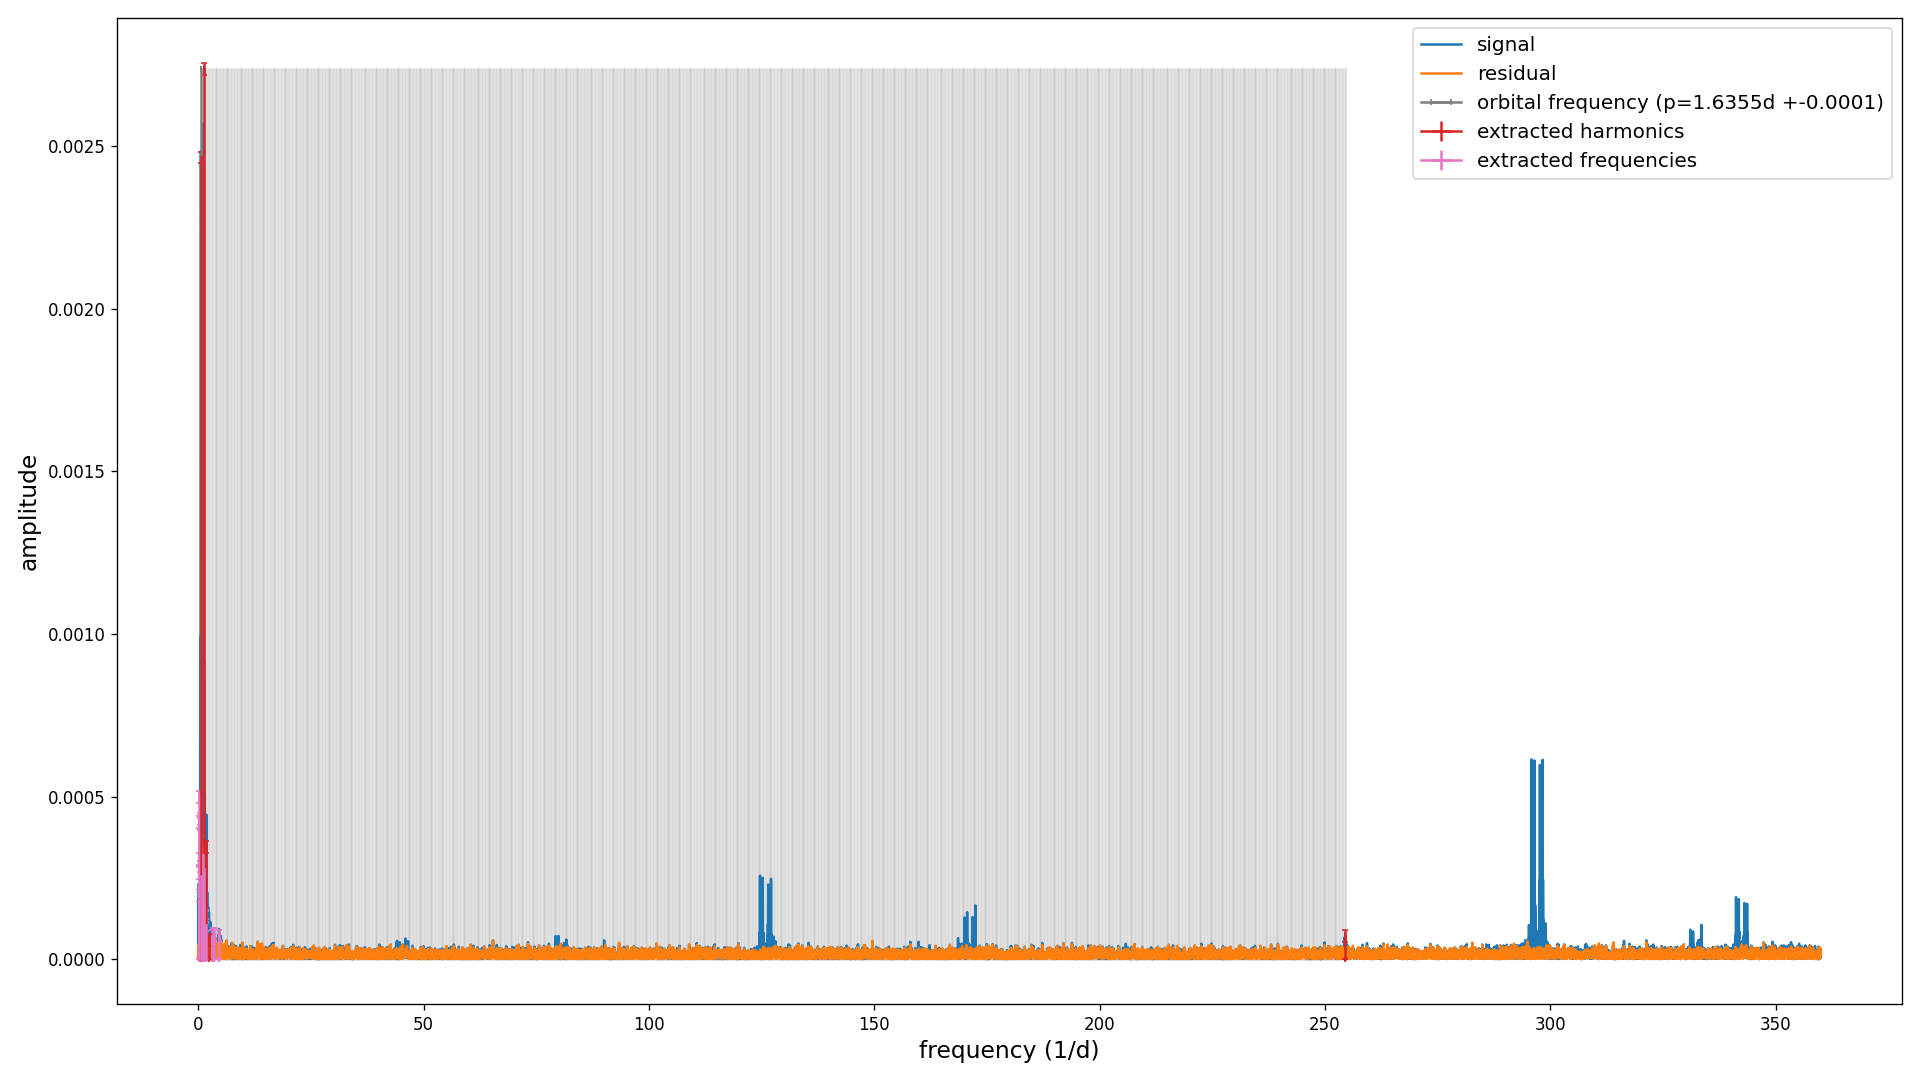 signal
residual
orbital frequency (p=1.6355d +-0.0001)
extracted harmonics
extracted frequencies
0.0025
0.0020
0.0015
0.0010
0.0005
0.0000
amplitude
0 50 100 150 200 250 300 350
frequency (1/d)